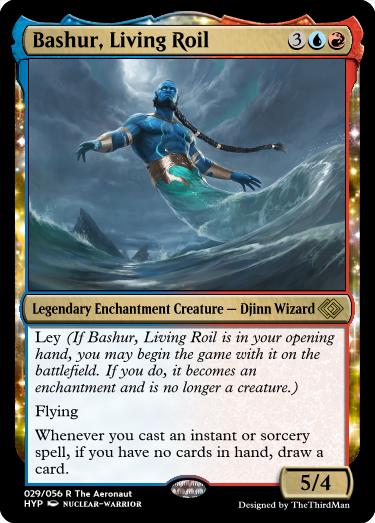 Bashur, Living Roil 3
Legendary Enchantment Creature — Djinn Wizard
Ley (If Bashur, Living Roil is in your opening
hand, you may begin the game with it on the
battlefield. If you do, it becomes an
enchantment and is no longer a creature.)
Flying
Whenever you cast an instant or sorcery
spell, if you have no cards in hand, draw a
card.
5/4
029/056 R The Aeronaut
HYP NUCLEAR-WARRIOR
Designed by TheThirdMan